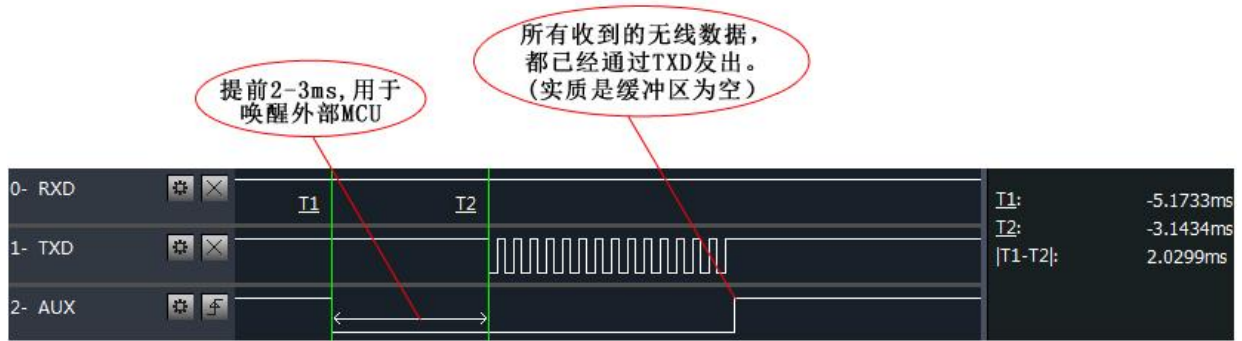 所有收到的无线数据，
都已经通过TXD发出。
(实质是缓冲区为空）
提前2-3ms,用于
唤醒外部MCU
0- RXD
T1
T2
1- TXD
2- AUX
T1: -5.1733ms
T2: -3.1434ms
|T1-T2|: 2.0299ms